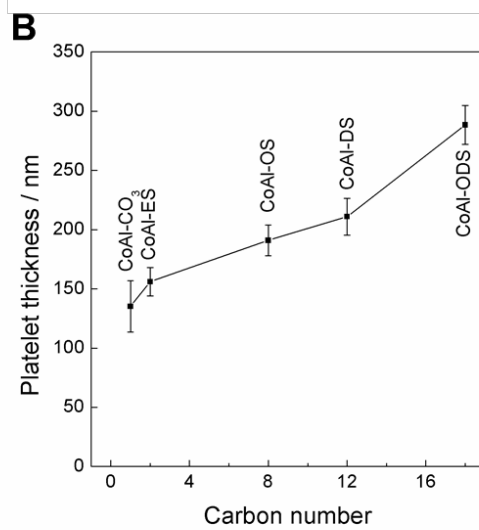 B
350
300
250
200
150
100
50
0
Platelet thickness / nm
CoAl-CO3
CoAl-ES
CoAl-OS
CoAl-DS
CoAl-ODS
0 4 8 12 16
Carbon number